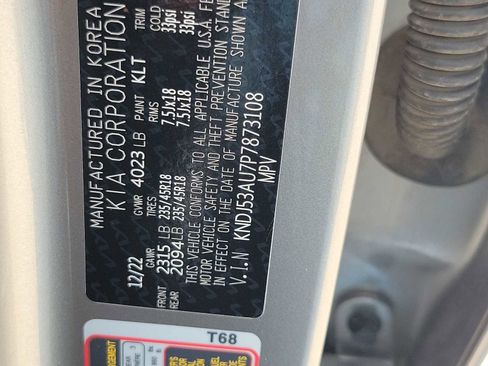 MANUFACTURED IN KOREA
KIA CORPORATION
GVWR 4023 LB PAINT KLT TRIM
GAWR TIRES RIMS COLD
FRONT 2315 LB 235/45R18 7.5Jx18 33psi
REAR 2094 LB 235/45R18 7.5Jx18 33psi
12/22
THIS VEHICLE CONFORMS TO ALL APPLICABLE U.S.A. FE
MOTOR VEHICLE SAFETY AND THEFT PREVENTION STAN
IN EFFECT ON THE DATE OF MANUFACTURE SHOWN
V.I.N KNDJ53AU7P7873108
MPV
T68